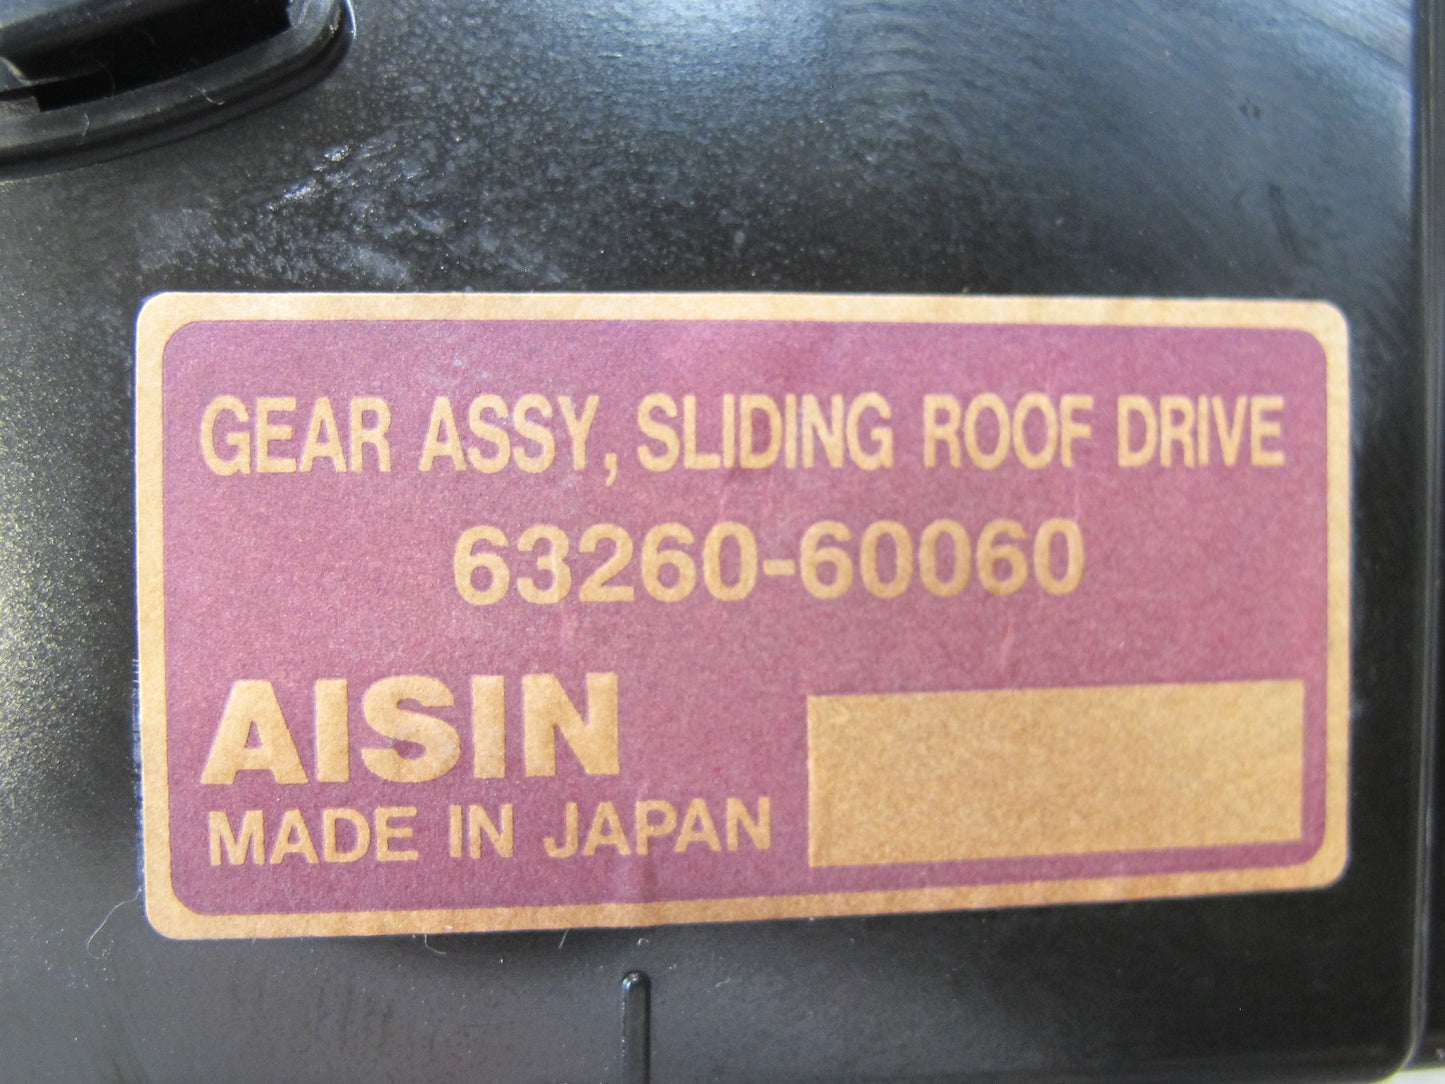 GEAR ASSY, SLIDING ROOF DRIVE
63260-60060
AISIN
MADE IN JAPAN